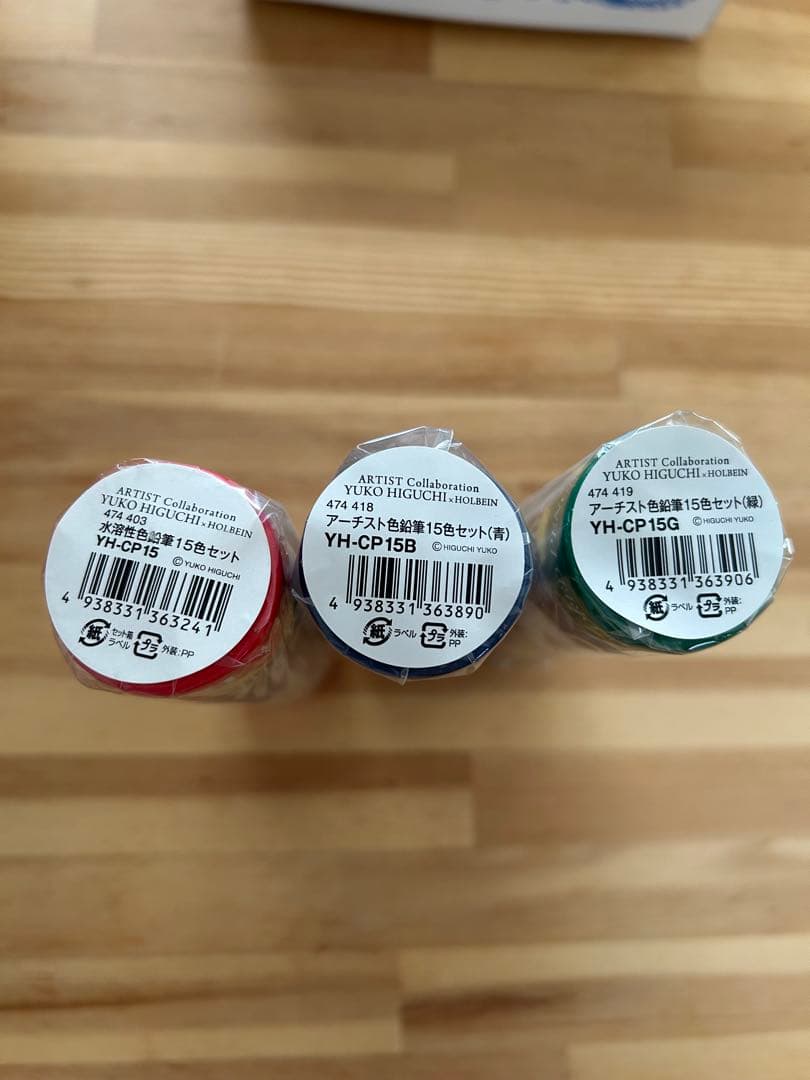 ARTIST Collaboration
YUKO HIGUCHI × HOLBEIN
474 403
水溶性色鉛筆15色セット
YH-CP15
© YUKO HIGUCHI
4 938331 363241
紙 セット箱 ラベル プラ 外装:PP
ARTIST Collaboration
YUKO HIGUCHI × HOLBEIN
474 418
アーチスト色鉛筆15色セット(青)
YH-CP15B © HIGUCHI YUKO
4 938331 363890
紙 ラベル プラ 外装:PP
ARTIST Collaboration
YUKO HIGUCHI × HOLBEIN
474 419
アーチスト色鉛筆15色セット(緑)
YH-CP15G © HIGUCHI YUKO
4 938331 363906
紙 ラベル プラ 外装:PP